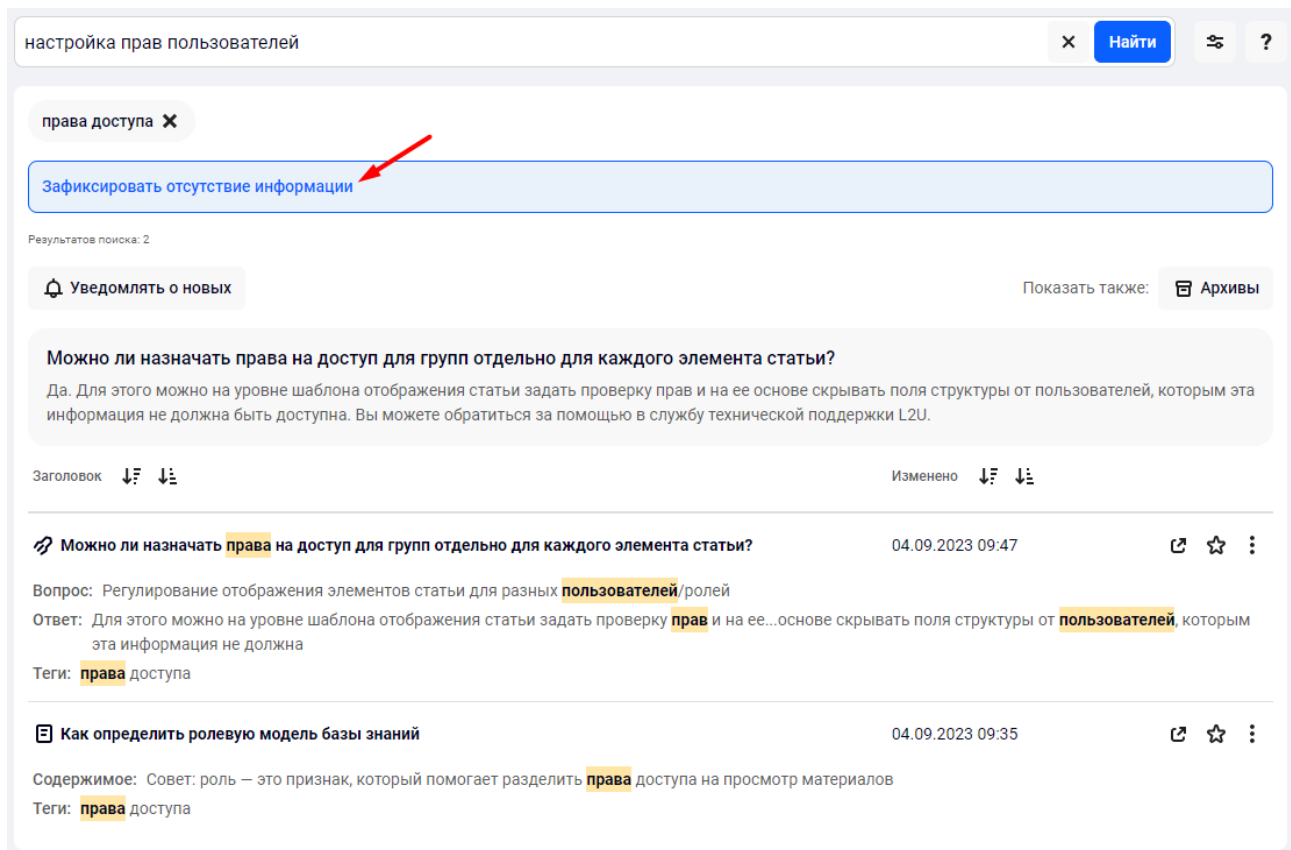 настройка прав пользователей
Найти
?
права доступа
Зафиксировать отсутствие информации
Результатов поиска: 2
Уведомлять о новых
Показать также:
Архивы
Можно ли назначать права на доступ для групп отдельно для каждого элемента статьи?
Да. Для этого можно на уровне шаблона отображения статьи задать проверку прав и на ее основе скрывать поля структуры от пользователей, которым эта
информация не должна быть доступна. Вы можете обратиться за помощью в службу технической поддержки L2U.
Заголовок
Изменено
Можно ли назначать права на доступ для групп отдельно для каждого элемента статьи?
04.09.2023 09:47
Вопрос: Регулирование отображения элементов статьи для разных пользователей/ролей
Ответ: Для этого можно на уровне шаблона отображения статьи задать проверку прав и на ее...основе скрывать поля структуры от пользователей, которым
эта информация не должна
Теги: права доступа
Как определить ролевую модель базы знаний
04.09.2023 09:35
Содержимое: Совет: роль — это признак, который помогает разделить права доступа на просмотр материалов
Теги: права доступа